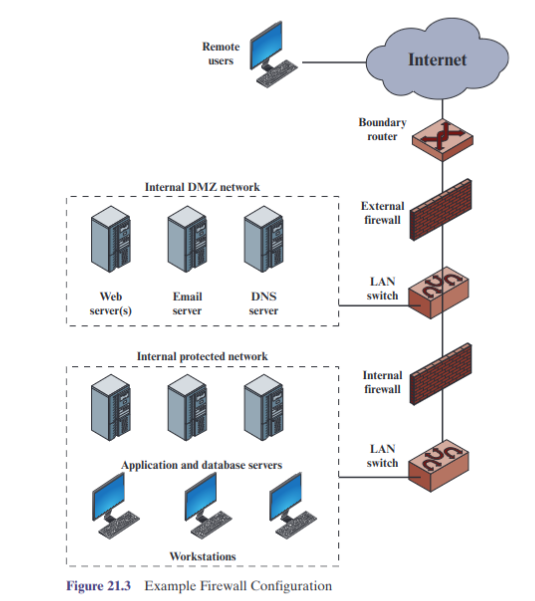 Remote
users
Internet
Boundary
router
Internal DMZ network
External
firewall
Web
server(s)
Email
server
DNS
server
LAN
switch
Internal protected network
Internal
firewall
Application and database servers
LAN
switch
Workstations
Figure 21.3 Example Firewall Configuration